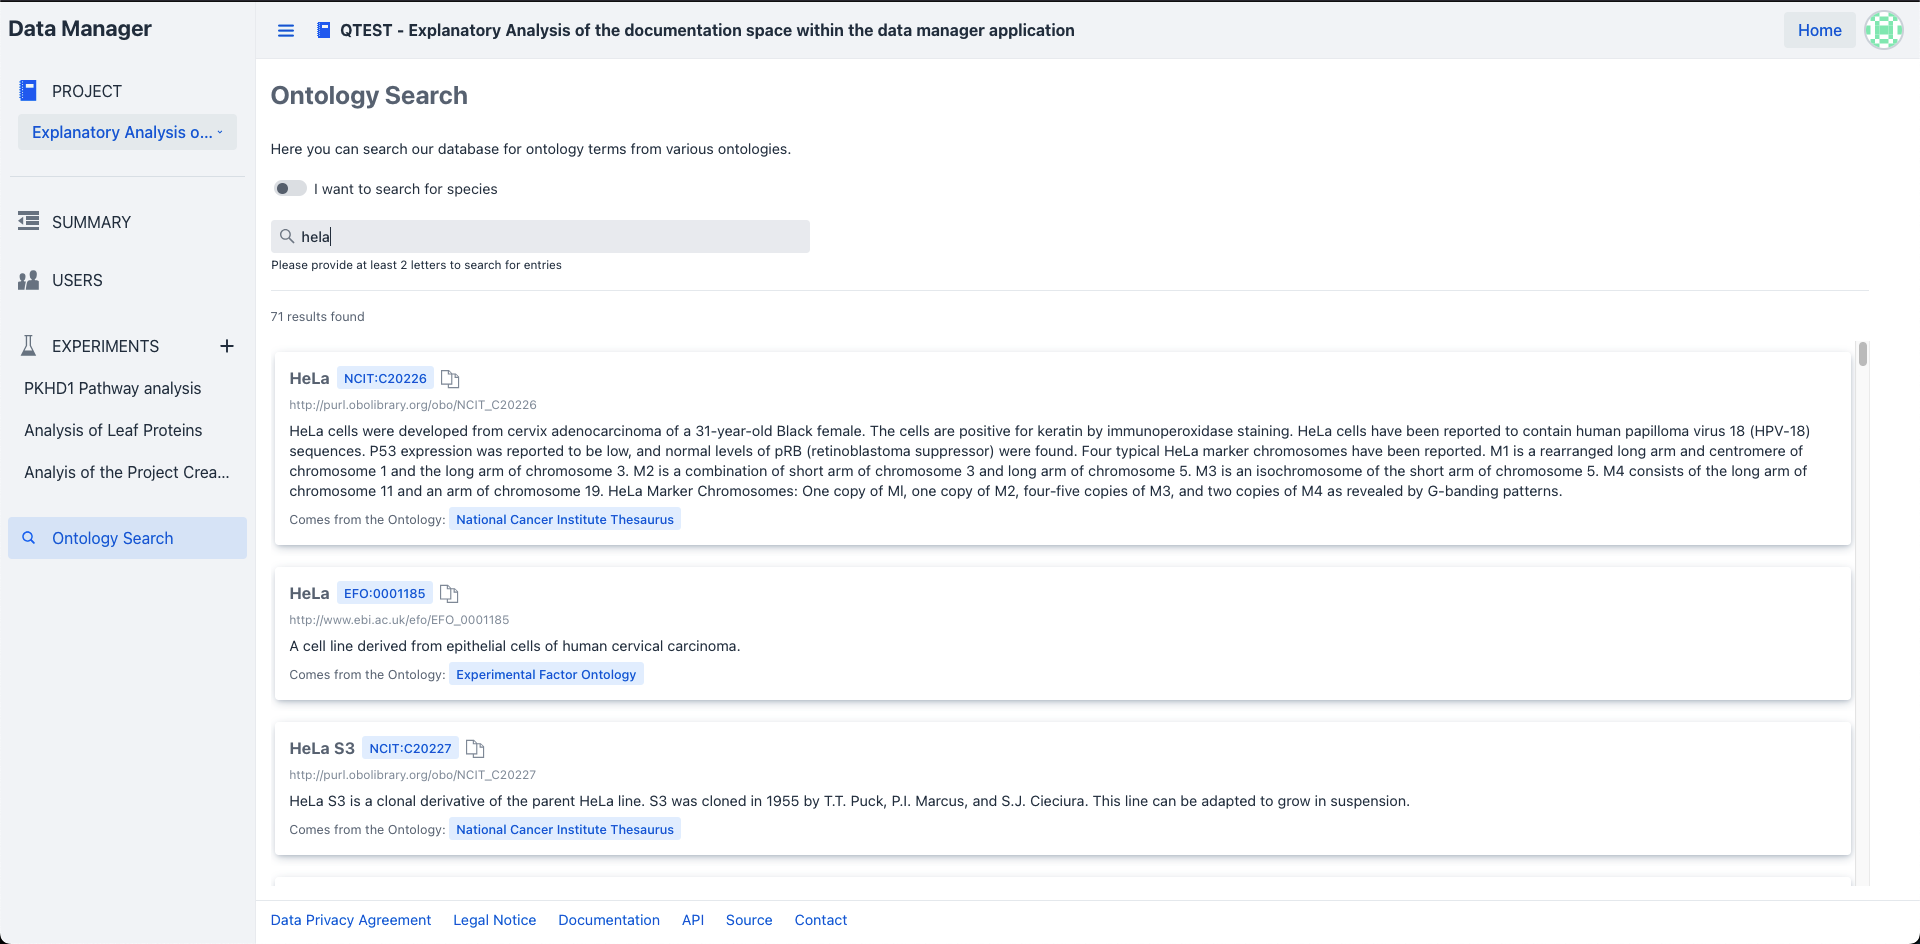 Data Manager
QTEST - Explanatory Analysis of the documentation space within the data manager application
Home
PROJECT
Explanatory Analysis o...
SUMMARY
USERS
EXPERIMENTS
PKHD1 Pathway analysis
Analysis of Leaf Proteins
Analyis of the Project Crea...
Ontology Search
Ontology Search
Here you can search our database for ontology terms from various ontologies.
I want to search for species
hela
Please provide at least 2 letters to search for entries
71 results found
HeLa NCIT:C20226
http://purl.obolibrary.org/obo/NCIT_C20226
HeLa cells were developed from cervix adenocarcinoma of a 31-year-old Black female. The cells are positive for keratin by immunoperoxidase staining. HeLa cells have been reported to contain human papilloma virus 18 (HPV-18)
sequences. P53 expression was reported to be low, and normal levels of pRB (retinoblastoma suppressor) were found. Four typical HeLa marker chromosomes have been reported. M1 is a rearranged long arm and centromere of
chromosome 1 and the long arm of chromosome 3. M2 is a combination of short arm of chromosome 3 and long arm of chromosome 5. M3 is an isochromosome of the short arm of chromosome 5. M4 consists of the long arm of
chromosome 11 and an arm of chromosome 19. HeLa Marker Chromosomes: One copy of Ml, one copy of M2, four-five copies of M3, and two copies of M4 as revealed by G-banding patterns.
Comes from the Ontology: National Cancer Institute Thesaurus
HeLa EFO:0001185
http://www.ebi.ac.uk/efo/EFO_0001185
A cell line derived from epithelial cells of human cervical carcinoma.
Comes from the Ontology: Experimental Factor Ontology
HeLa S3 NCIT:C20227
http://purl.obolibrary.org/obo/NCIT_C20227
HeLa S3 is a clonal derivative of the parent HeLa line. S3 was cloned in 1955 by T.T. Puck, P.I. Marcus, and S.J. Cieciura. This line can be adapted to grow in suspension.
Comes from the Ontology: National Cancer Institute Thesaurus
Data Privacy Agreement Legal Notice Documentation API Source Contact